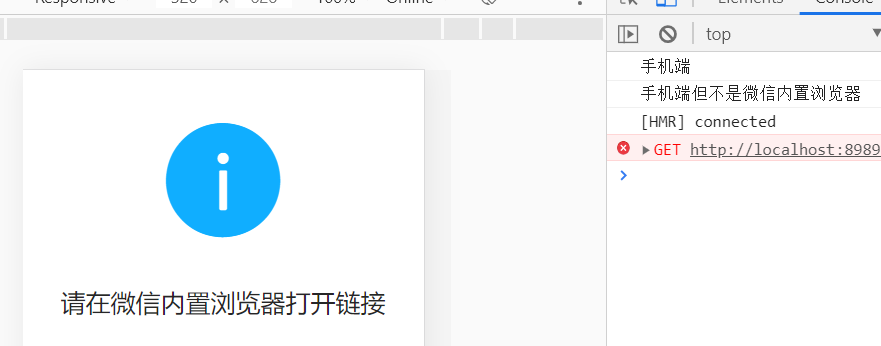 Responsive
×
100%
Online
Elements
Console
top
手机端
手机端但不是微信内置浏览器
[HMR] connected
GET http://localhost:8989
i
请在微信内置浏览器打开链接